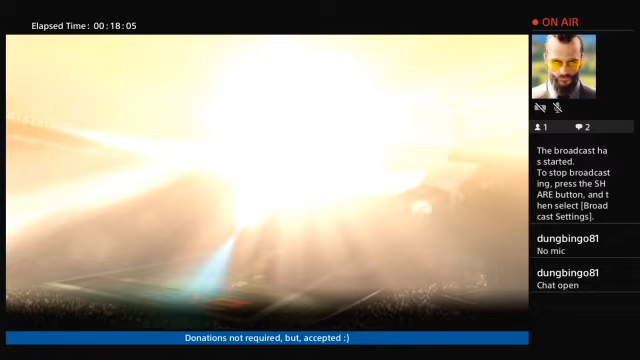 Elapsed Time: 00:18:05
ON AIR
1
2
The broadcast ha
s started.
To stop broadcast
ing, press the SH
ARE button, and t
hen select [Broad
cast Settings].
dungbingo81
No mic
dungbingo81
Chat open
Donations not required, but, accepted :)